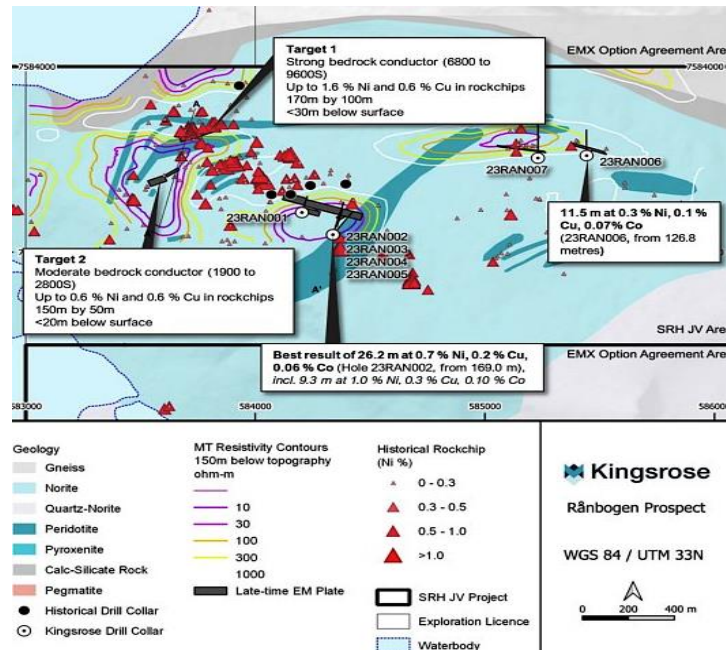 Target 1
Strong bedrock conductor (6800 to
9600S)
Up to 1.6 % Ni and 0.6 % Cu in rockchips
170m by 100m
<30m below surface
EMX Option Agreement Are
7584000
7584000
A
23RAN001
23RAN002
23RAN003
23RAN004
23RAN005
23RAN007
23RAN006
11.5 m at 0.3 % Ni, 0.1 %
Cu, 0.07% Co
(23RAN006, from 126.8
metres)
Target 2
Moderate bedrock conductor (1900 to
2800S)
Up to 0.6 % Ni and 0.6 % Cu in rockchips
150m by 50m
<20m below surface
A'
SRH JV Area
Best result of 26.2 m at 0.7 % Ni, 0.2 % Cu,
0.06 % Co (Hole 23RAN002, from 169.0 m),
incl. 9.3 m at 1.0 % Ni, 0.3 % Cu, 0.10 % Co
EMX Option Agreement Area
583000
584000
585000
58600
Geology
Gneiss
Norite
Quartz-Norite
Peridotite
Pyroxenite
Calc-Silicate Rock
Pegmatite
Historical Drill Collar
Kingsrose Drill Collar
MT Resistivity Contours
150m below topography
ohm-m
10
30
100
300
1000
Late-time EM Plate
Historical Rockchip
(Ni %)
0 - 0.3
0.3 - 0.5
0.5 - 1.0
>1.0
SRH JV Project
Exploration Licence
Waterbody
Kingsrose
Rånbogen Prospect
WGS 84 / UTM 33N
0 200 400 m